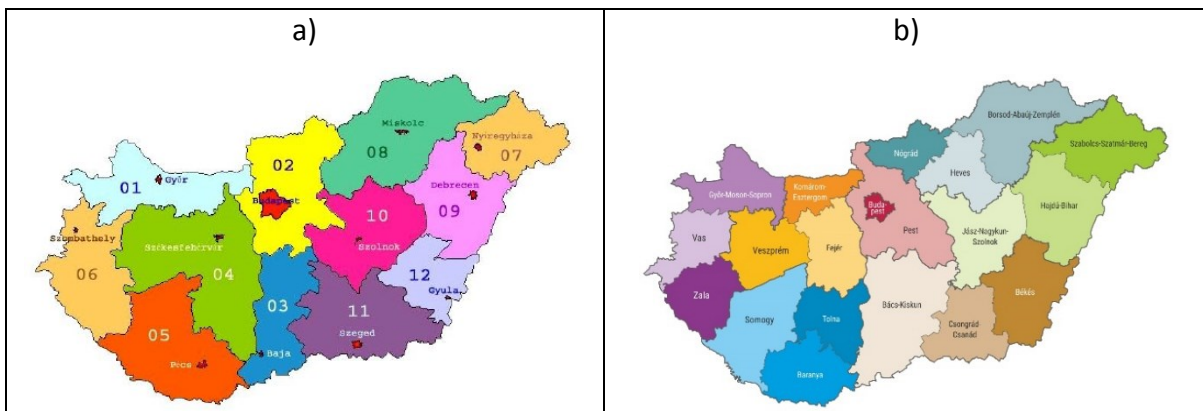 a)
Miskolc
Nyíregyháza
08
07
02
01
Győr
Debrecen
09
Budapest
10
Szolnok
Szombathely
Székesfehérvár
06
04
12
Gyula
03
11
05
Szeged
Pécs
Baja
b)
Borsod-Abaúj-Zemplén
Szabolcs-Szatmár-Bereg
Nógrád
Heves
Győr-Moson-Sopron
Komárom-
Esztergom
Hajdú-Bihar
Buda-
pest
Pest
Jász-Nagykun-
Szolnok
Vas
Veszprém
Fejér
Zala
Békés
Bács-Kiskun
Somogy
Tolna
Csongrád
Csanád
Baranya